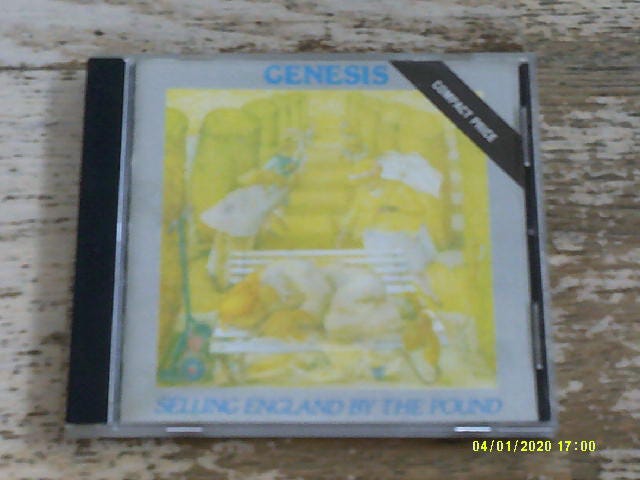 GENESIS
COMPACT PRICE
SELLING ENGLAND BY THE POUND
04/01/2020 17:00